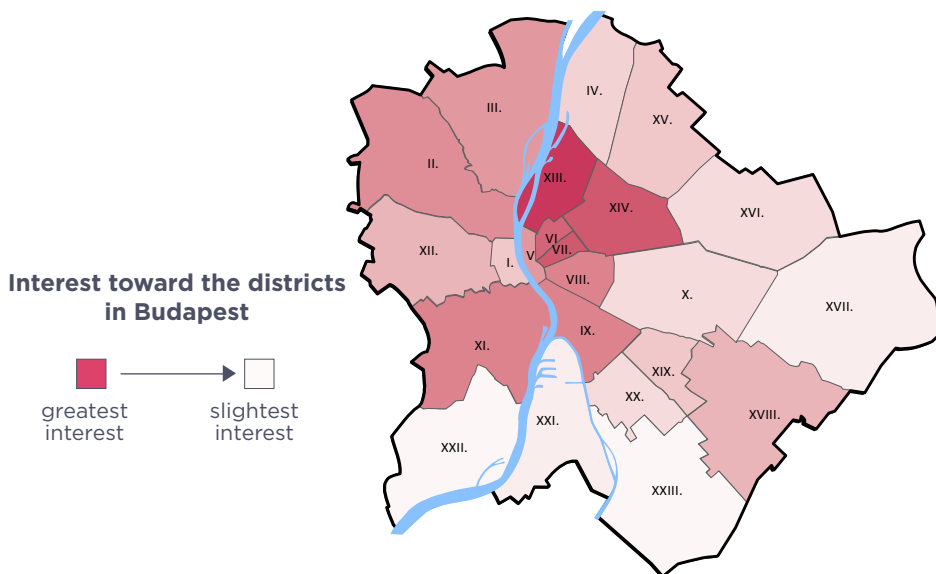 Interest toward the districts
in Budapest
greatest
interest
slightest
interest
III.
IV.
XV.
II.
XIII.
XIV.
XVI.
XII.
I.
V
VI
VII.
VIII.
X.
XVII.
XI.
IX.
XIX.
XX.
XVIII.
XXI.
XXII.
XXIII.